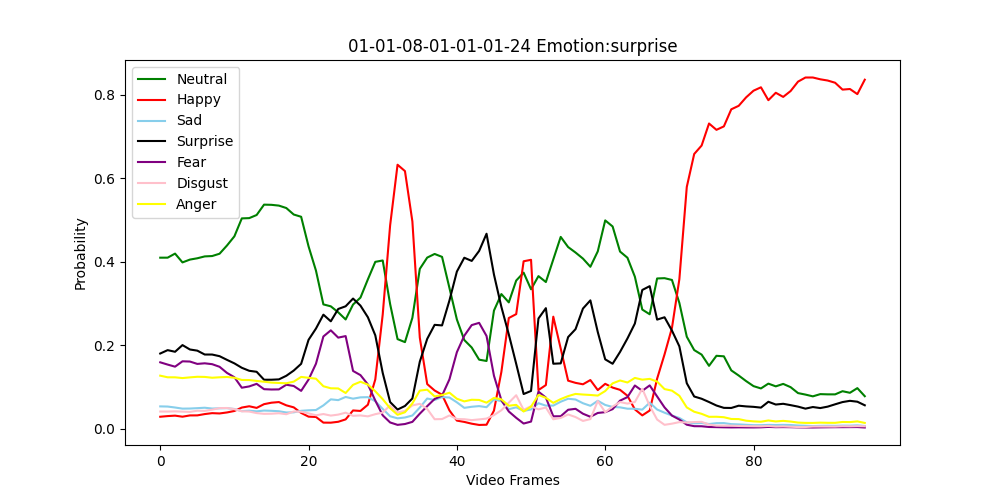 01-01-08-01-01-01-24 Emotion:surprise
Neutral
Happy
Sad
Surprise
Fear
Disgust
Anger
Probability
0.8
0.6
0.4
0.2
0.0
0 20 40 60 80
Video Frames